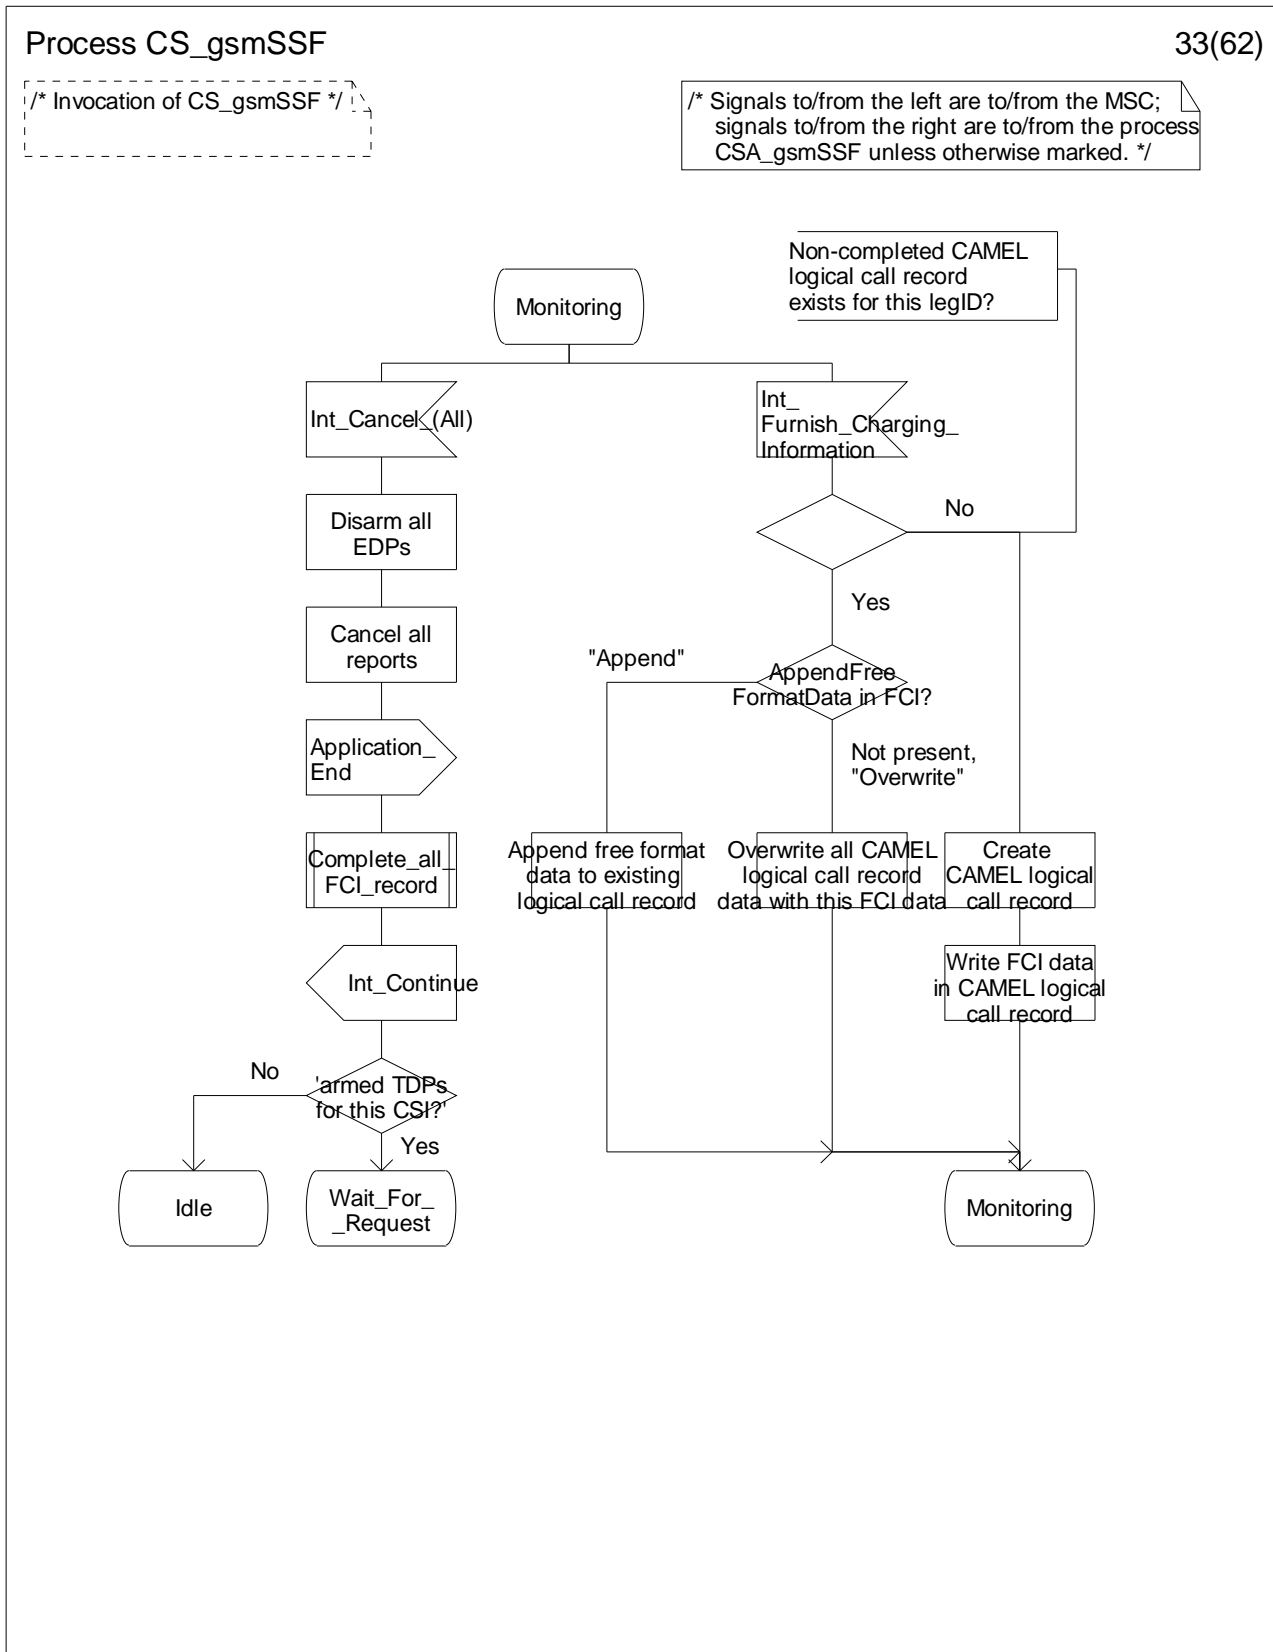 Process CS_gsmSSF
33(62)
/* Invocation of CS_gsmSSF */
/* Signals to/from the left are to/from the MSC;
signals to/from the right are to/from the process
CSA_gsmSSF unless otherwise marked. */
Non-completed CAMEL
logical call record
exists for this legID?
Monitoring
Int_Cancel_(All)
Int_
Furnish_Charging_
Information
Disarm all
EDPs
No
Yes
Cancel all
reports
"Append"
AppendFree
FormatData in FCI?
Application_
End
Not present,
"Overwrite"
Complete_all_
FCI_record
Append free format
data to existing
logical call record
Overwrite all CAMEL
logical call record
data with this FCI data
Create
CAMEL logical
call record
Int_Continue
Write FCI data
in CAMEL logical
call record
No
'armed TDPs
for this CSI?'
Yes
Idle
Wait_For_
_Request
Monitoring